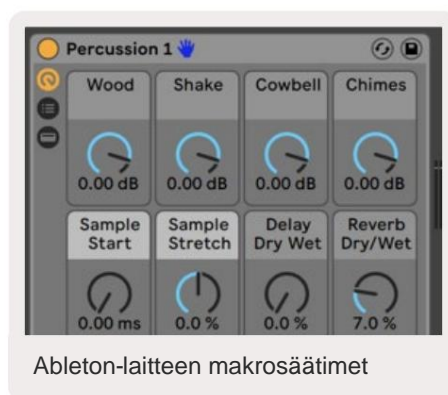 Percussion 1
Wood Shake Cowbell Chimes
0.00 dB 0.00 dB 0.00 dB 0.00 dB
Sample Start Sample Stretch Delay Dry Wet Reverb Dry/Wet
0.00 ms 0.0 % 0.0 % 7.0 %
Ableton-laitteen makrosäätimet